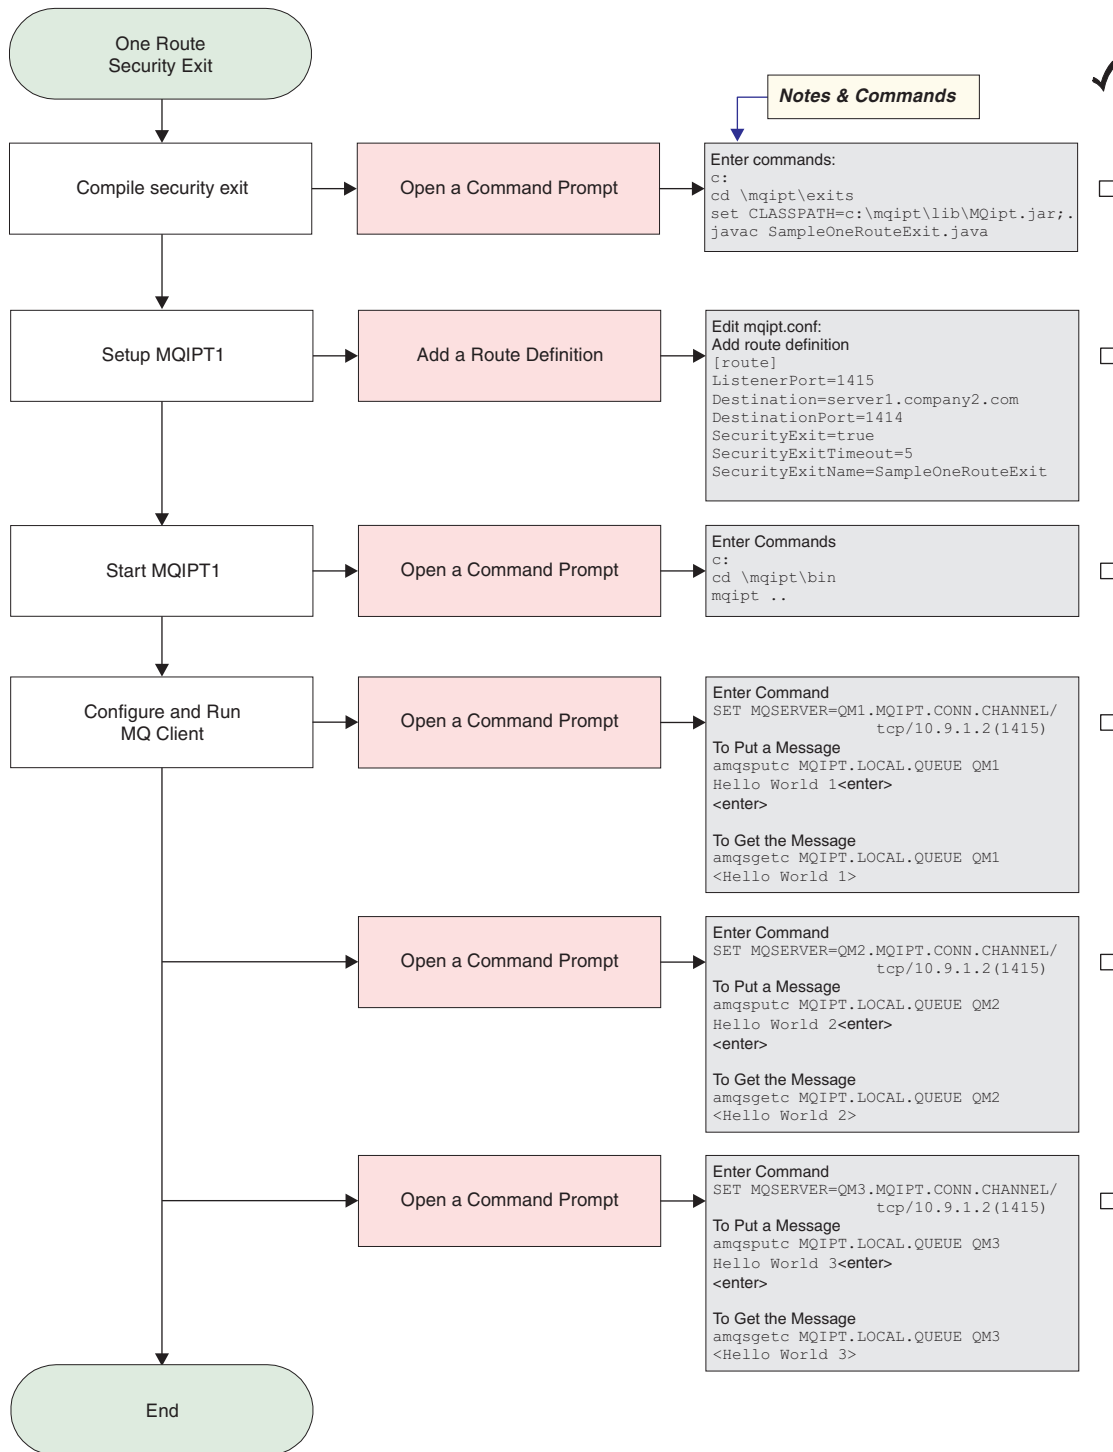 One Route
Security Exit
Notes & Commands
Compile security exit
Open a Command Prompt
Enter commands:
c:
cd \mqipt\exits
set CLASSPATH=c:\mqipt\lib\MQipt.jar;.
javac SampleOneRouteExit.java
Setup MQIPT1
Add a Route Definition
Edit mqipt.conf:
Add route definition
[route]
ListenerPort=1415
Destination=server1.company2.com
DestinationPort=1414
SecurityExit=true
SecurityExitTimeout=5
SecurityExitName=SampleOneRouteExit
Start MQIPT1
Open a Command Prompt
Enter Commands
c:
cd \mqipt\bin
mqipt ..
Configure and Run
MQ Client
Open a Command Prompt
Enter Command
SET MQSERVER=QM1.MQIPT.CONN.CHANNEL/
tcp/10.9.1.2(1415)
To Put a Message
amqsputc MQIPT.LOCAL.QUEUE QM1
Hello World 1<enter>
<enter>
To Get the Message
amqsgetc MQIPT.LOCAL.QUEUE QM1
<Hello World 1>
Open a Command Prompt
Enter Command
SET MQSERVER=QM2.MQIPT.CONN.CHANNEL/
tcp/10.9.1.2(1415)
To Put a Message
amqsputc MQIPT.LOCAL.QUEUE QM2
Hello World 2<enter>
<enter>
To Get the Message
amqsgetc MQIPT.LOCAL.QUEUE QM2
<Hello World 2>
Open a Command Prompt
Enter Command
SET MQSERVER=QM3.MQIPT.CONN.CHANNEL/
tcp/10.9.1.2(1415)
To Put a Message
amqsputc MQIPT.LOCAL.QUEUE QM3
Hello World 3<enter>
<enter>
To Get the Message
amqsgetc MQIPT.LOCAL.QUEUE QM3
<Hello World 3>
End